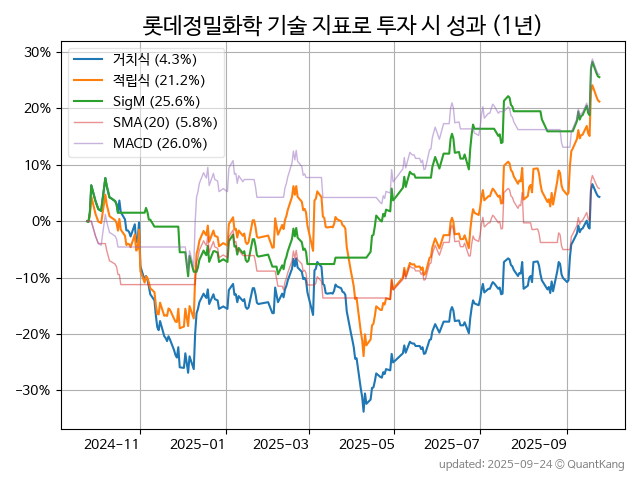 롯데정밀화학 기술 지표로 투자 시 성과 (1년)
30%
20%
10%
0%
−10%
−20%
−30%
거치식 (4.3%)
적립식 (21.2%)
SigM (25.6%)
SMA(20) (5.8%)
MACD (26.0%)
2024-11 2025-01 2025-03 2025-05 2025-07 2025-09
updated: 2025-09-24 © QuantKang